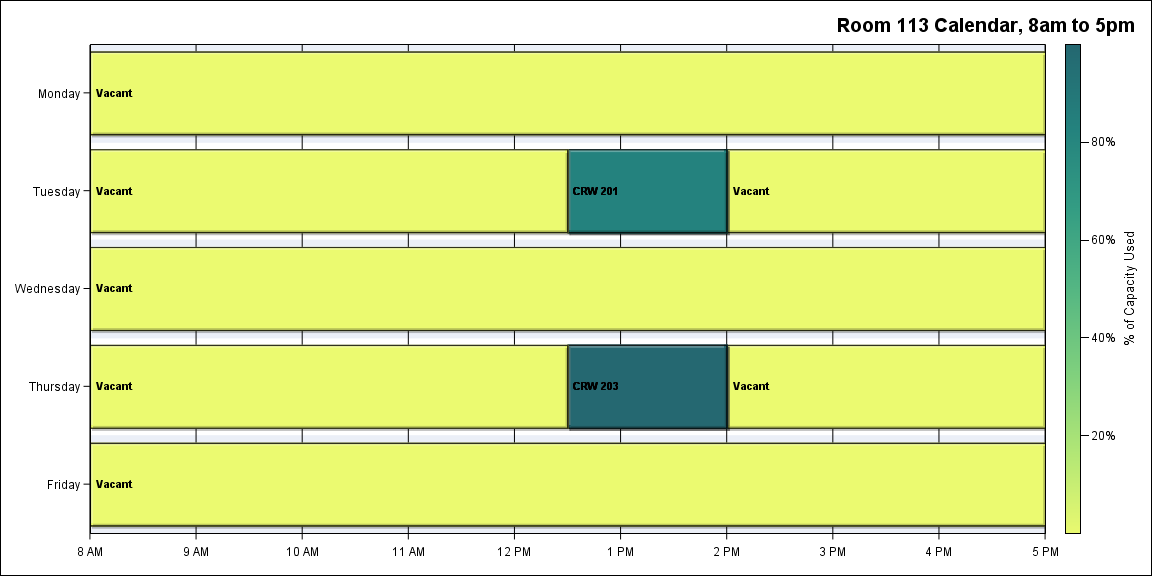 Room 113 Calendar, 8am to 5pm
Monday
Vacant
Tuesday
Vacant
CRW 201
Vacant
Wednesday
Vacant
Thursday
Vacant
CRW 203
Vacant
Friday
Vacant
8 AM
9 AM
10 AM
11 AM
12 PM
1 PM
2 PM
3 PM
4 PM
5 PM
80%
60%
40%
20%
% of Capacity Used